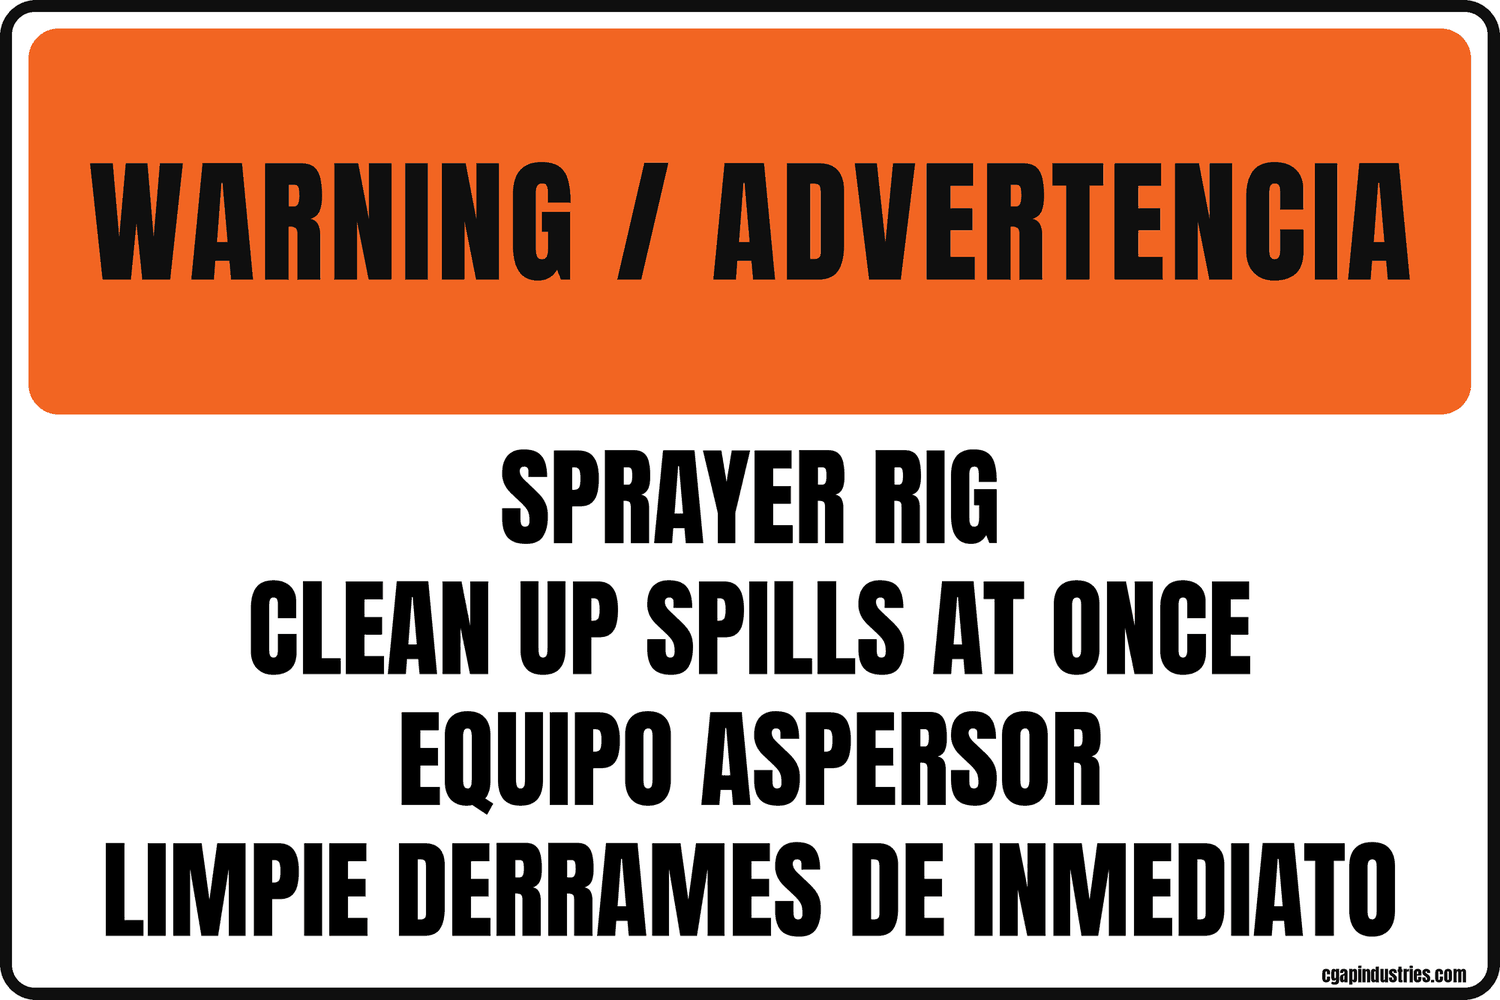 WARNING / ADVERTENCIA
SPRAYER RIG
CLEAN UP SPILLS AT ONCE
EQUIPO ASPERSOR
LIMPIE DERRAMES DE INMEDIATO
cgapindustries.com